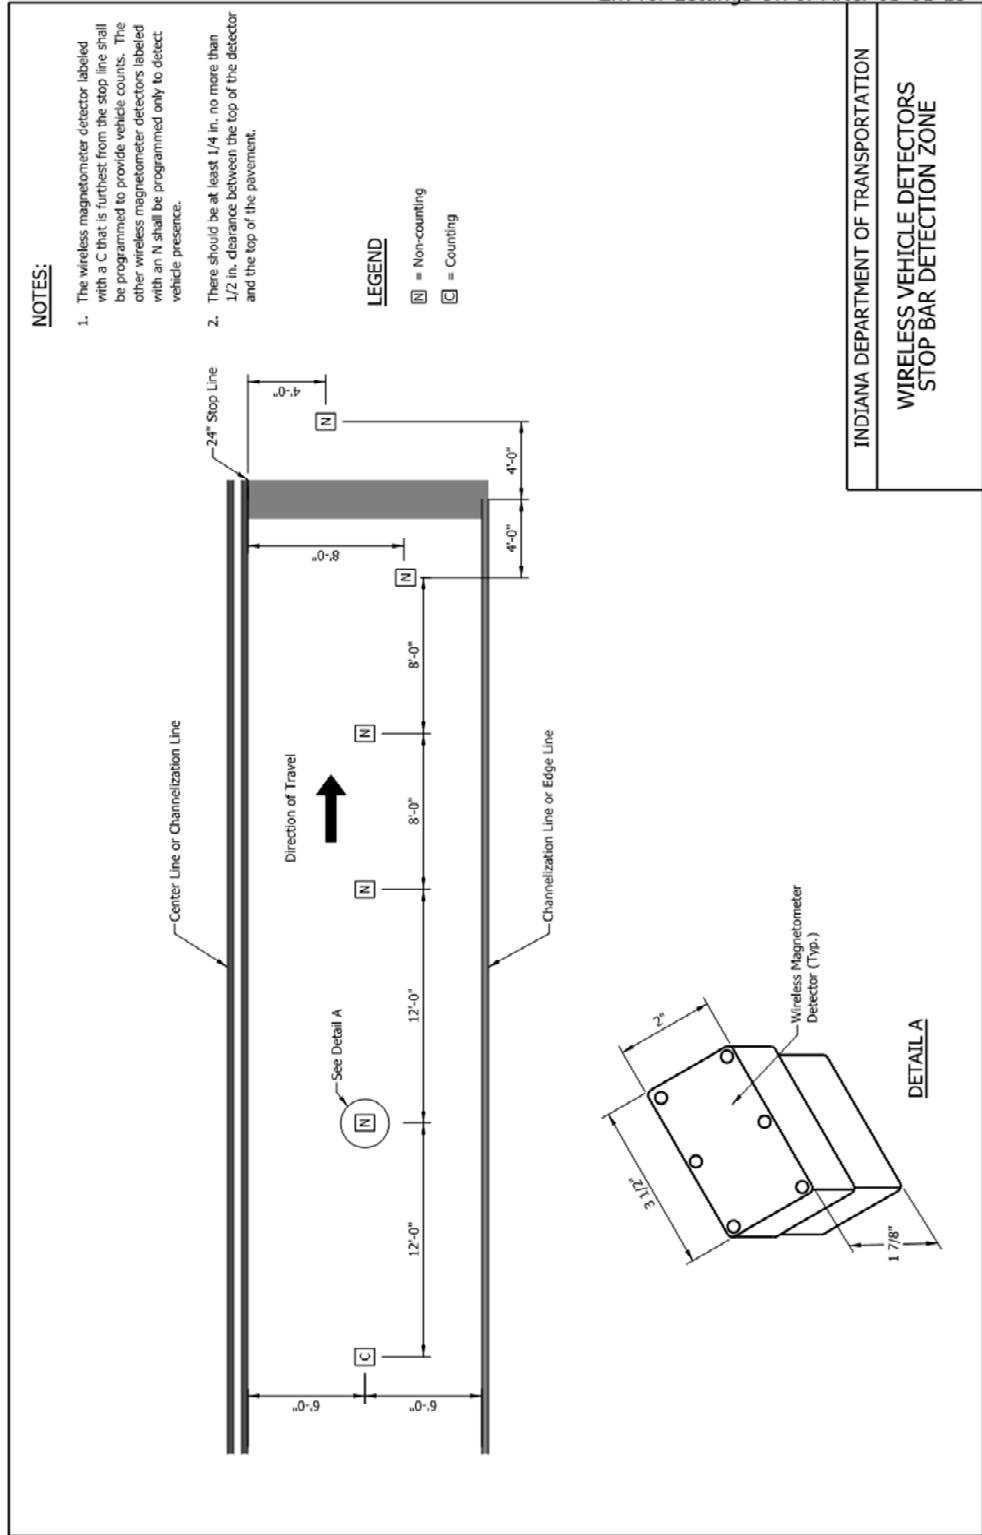 NOTES:
1. The wireless magnetometer detector labeled
with a C that is furthest from the stop line shall
be programmed to provide vehicle counts. The
other wireless magnetometer detectors labeled
with an N shall be programmed only to detect
vehicle presence.
2. There should be at least 1/4 in. no more than
1/2 in. clearance between the top of the detector
and the top of the pavement.
LEGEND
N = Non-counting
C = Counting
24" Stop Line
4'-0"
N
4'-0"
4'-0"
8'-0"
N
8'-0"
N
8'-0"
N
12'-0"
N
12'-0"
C
6'-0"
6'-0"
Center Line or Channelization Line
Direction of Travel
See Detail A
Channelization Line or Edge Line
3 1/2"
2"
1 7/8"
Wireless Magnetometer
Detector (Typ.)
DETAIL A
INDIANA DEPARTMENT OF TRANSPORTATION
WIRELESS VEHICLE DETECTORS
STOP BAR DETECTION ZONE